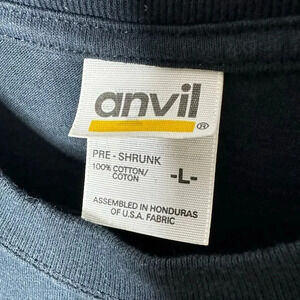 anvil
®
PRE - SHRUNK
100% COTTON/
COTON
-L-
ASSEMBLED IN HONDURAS
OF U.S.A. FABRIC